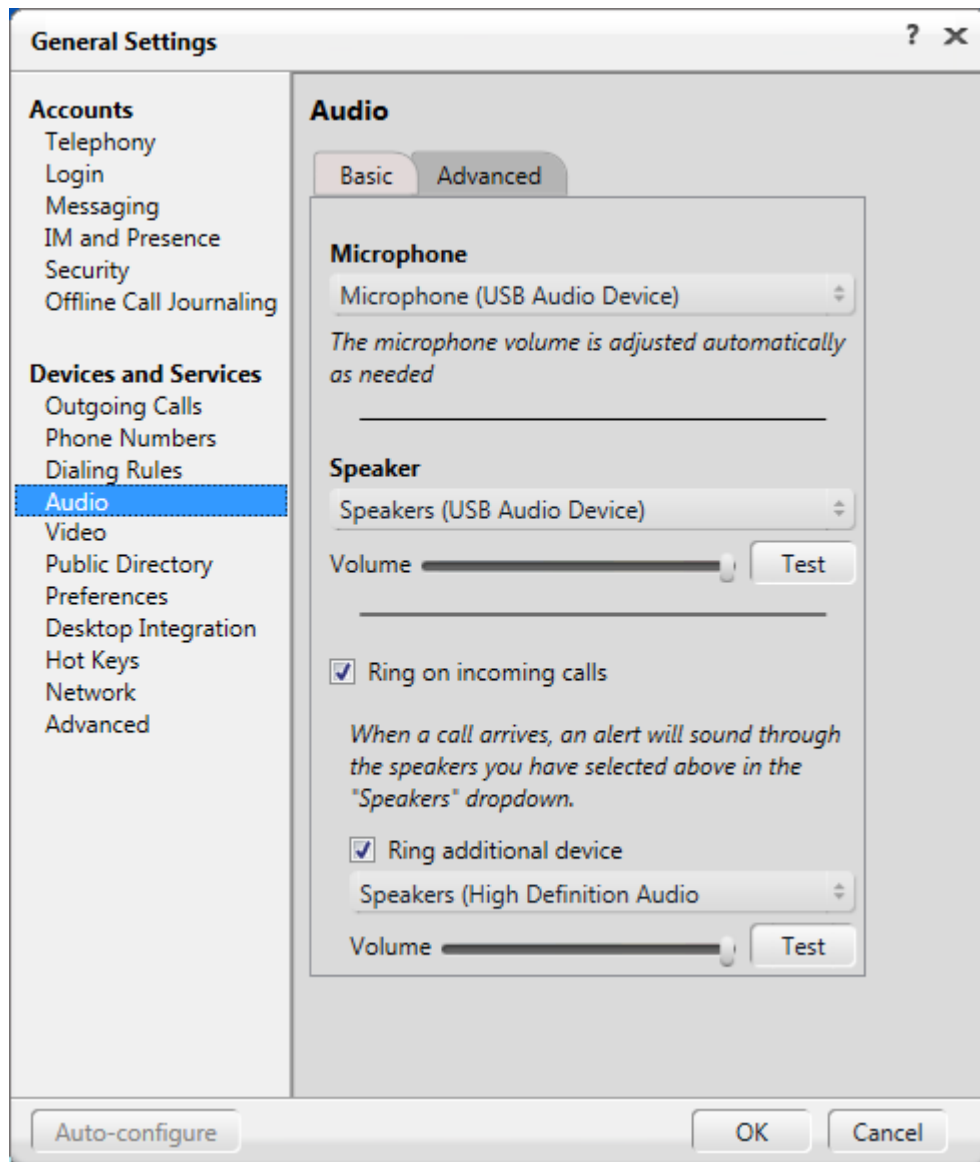 General Settings
?
Accounts
Telephony
Login
Messaging
IM and Presence
Security
Offline Call Journaling
Devices and Services
Outgoing Calls
Phone Numbers
Dialing Rules
Audio
Video
Public Directory
Preferences
Desktop Integration
Hot Keys
Network
Advanced
Audio
Basic
Advanced
Microphone
Microphone (USB Audio Device)
The microphone volume is adjusted automatically
as needed
Speaker
Speakers (USB Audio Device)
Volume
Test
Ring on incoming calls
When a call arrives, an alert will sound through
the speakers you have selected above in the
"Speakers" dropdown.
Ring additional device
Speakers (High Definition Audio
Volume
Test
Auto-configure
OK
Cancel